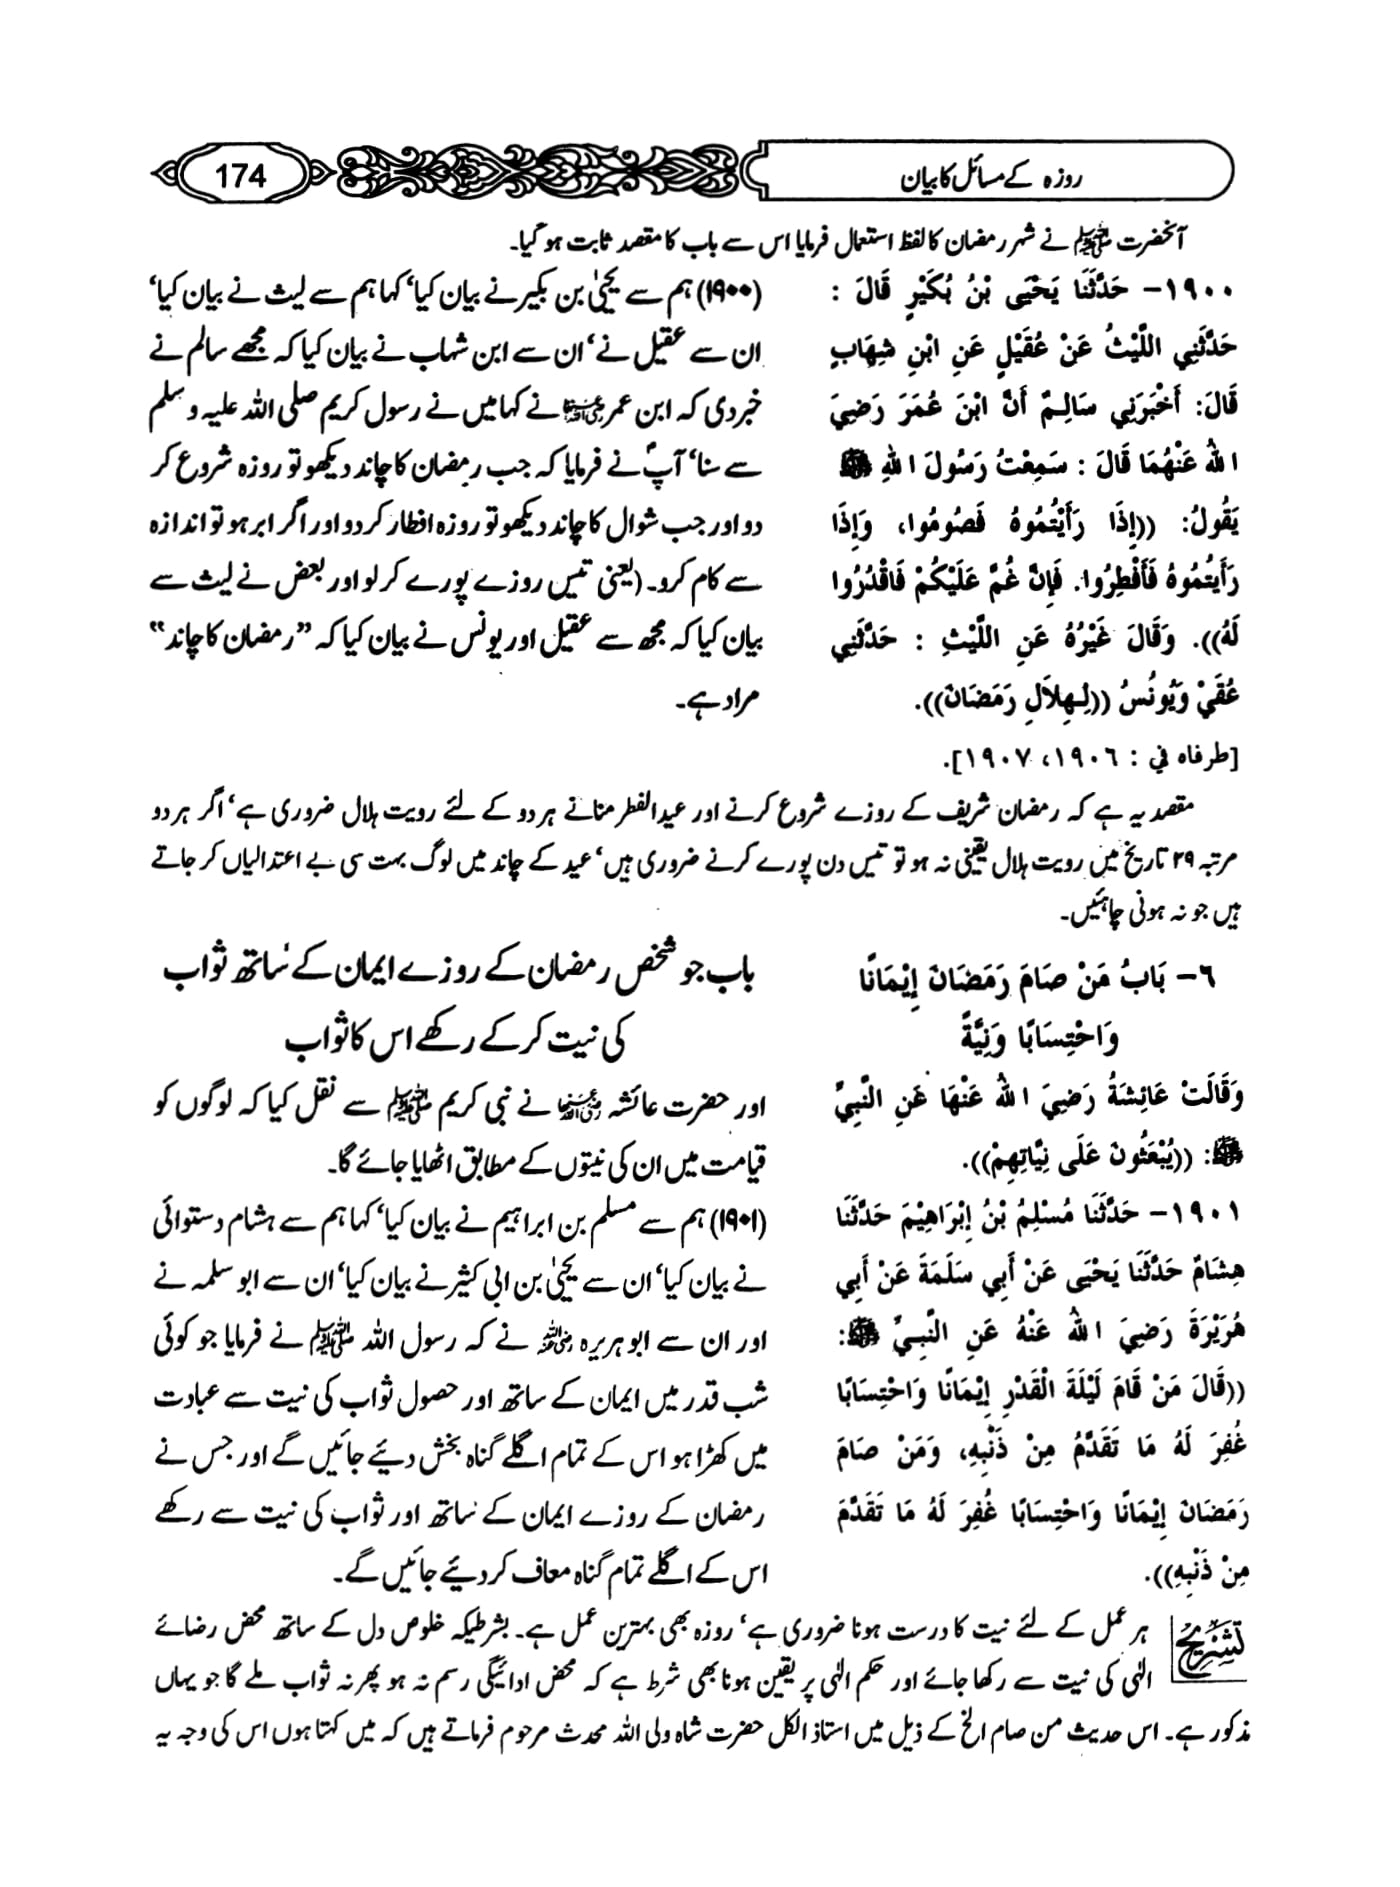 روزہ کے مسائل کا بیان
174
آنحضرت ﷺ نے شہر رمضان کا لفظ استعمال فرمایا اس سے باب کا مقصد ثابت ہو گیا۔
١٩٠٠- حَدَّثَنَا يَحْيَى بْنُ بُكَيْرٍ قَالَ :
حَدَّثَنِي اللَّيْثُ عَنْ عُقَيْلٍ عَنِ ابْنِ شِهَابٍ
قَالَ: أَخْبَرَنِي سَالِمٌ أَنَّ ابْنَ عُمَرَ رَضِيَ
اللهُ عَنْهُمَا قَالَ : سَمِعْتُ رَسُولَ اللهِ ﷺ
يَقُولُ: ((إِذَا رَأَيْتُمُوهُ فَصُومُوا، وَإِذَا
رَأَيْتُمُوهُ فَأَفْطِرُوا. فَإِنْ غُمَّ عَلَيْكُمْ فَاقْدُرُوا
لَهُ)). وَقَالَ غَيْرُهُ عَنِ اللَّيْثِ : حَدَّثَنِي
عُقَيْ وَيُونُسُ ((لِهِلاَلِ رَمَضَانَ)).
[طرفاه في : ١٩٠٦، ١٩٠٧].
(۱۹۰۰) ہم سے یحییٰ بن بکیر نے بیان کیا‘ کہا ہم سے لیث نے بیان کیا‘
ان سے عقیل نے‘ ان سے ابن شہاب نے بیان کیا کہ مجھے سالم نے
خبر دی کہ ابن عمر رضی اللہ عنہما نے کہا میں نے رسول کریم صلی اللہ علیہ و سلم
سے سنا‘ آپؐ نے فرمایا کہ جب رمضان کا چاند دیکھو تو روزہ شروع کر
دو اور جب شوال کا چاند دیکھو تو روزہ افطار کر دو اور اگر ابر ہو تو اندازہ
سے کام کرو۔ (یعنی تیس روزے پورے کر لو اور بعض نے لیث سے
بیان کیا کہ مجھ سے عقیل اور یونس نے بیان کیا کہ ”رمضان کا چاند“
مراد ہے۔
مقصد یہ ہے کہ رمضان شریف کے روزے شروع کرنے اور عیدالفطر منانے ہر دو کے لئے رویت ہلال ضروری ہے‘ اگر ہر دو
مرتبہ ۲۹ تاریخ میں رویت ہلال یقینی نہ ہو تو تیس دن پورے کرنے ضروری ہیں‘ عید کے چاند میں لوگ بہت سی بے اعتدالیاں کر جاتے
ہیں جو نہ ہونی چاہئیں۔
٦- بَابُ مَنْ صَامَ رَمَضَانَ إِيْمَانًا
وَاحْتِسَابًا وَنِيَّةً
وَقَالَتْ عَائِشَةُ رَضِيَ اللهُ عَنْهَا عَنِ النَّبِيِّ
ﷺ: ((يُبْعَثُونَ عَلَى نِيَّاتِهِمْ)).
١٩٠١- حَدَّثَنَا مُسْلِمُ بْنُ إِبْرَاهِيْمَ حَدَّثَنَا
هِشَامٌ حَدَّثَنَا يَحْيَى عَنْ أَبِي سَلَمَةَ عَنْ أَبِي
هُرَيْرَةَ رَضِيَ اللهُ عَنْهُ عَنِ النَّبِيِّ ﷺ:
((قَالَ مَنْ قَامَ لَيْلَةَ الْقَدْرِ إِيْمَانًا وَاحْتِسَابًا
غُفِرَ لَهُ مَا تَقَدَّمُ مِنْ ذَنْبِهِ، وَمَنْ صَامَ
رَمَضَانَ إِيْمَانًا وَاحْتِسَابًا غُفِرَ لَهُ مَا تَقَدَّمَ
مِنْ ذَنْبِهِ)).
باب جو شخص رمضان کے روزے ایمان کے ساتھ ثواب
کی نیت کر کے رکھے اس کا ثواب
اور حضرت عائشہ رضی اللہ عنہا نے نبی کریم ﷺ سے نقل کیا کہ لوگوں کو
قیامت میں ان کی نیتوں کے مطابق اٹھایا جائے گا۔
(۱۹۰۱) ہم سے مسلم بن ابراہیم نے بیان کیا‘ کہا ہم سے ہشام دستوائی
نے بیان کیا‘ ان سے یحییٰ بن ابی کثیر نے بیان کیا‘ ان سے ابو سلمہ نے
اور ان سے ابو ہریرہ رضی اللہ عنہ نے کہ رسول اللہ ﷺ نے فرمایا جو کوئی
شب قدر میں ایمان کے ساتھ اور حصول ثواب کی نیت سے عبادت
میں کھڑا ہو اس کے تمام اگلے گناہ بخش دیئے جائیں گے اور جس نے
رمضان کے روزے ایمان کے ساتھ اور ثواب کی نیت سے رکھے
اس کے اگلے تمام گناہ معاف کر دیئے جائیں گے۔
تشریح
ہر عمل کے لئے نیت کا درست ہونا ضروری ہے‘ روزہ بھی بہترین عمل ہے۔ بشرطیکہ خلوص دل کے ساتھ محض رضائے
الہی کی نیت سے رکھا جائے اور حکم الہی پر یقین ہونا بھی شرط ہے کہ محض ادائیگی رسم نہ ہو پھر نہ ثواب ملے گا جو یہاں
مذکور ہے۔ اس حدیث من صام الخ کے ذیل میں استاذ الکل حضرت شاہ ولی اللہ محدث مرحوم فرماتے ہیں کہ میں کہتا ہوں اس کی وجہ یہ